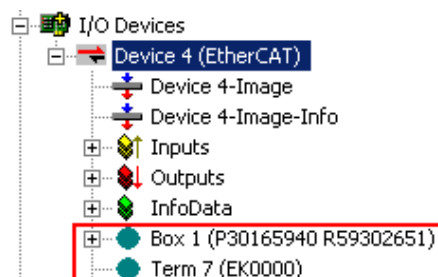 I/O Devices
Device 4 (EtherCAT)
Device 4-Image
Device 4-Image-Info
Inputs
Outputs
InfoData
Box 1 (P30165940 R59302651)
Term 7 (EK0000)